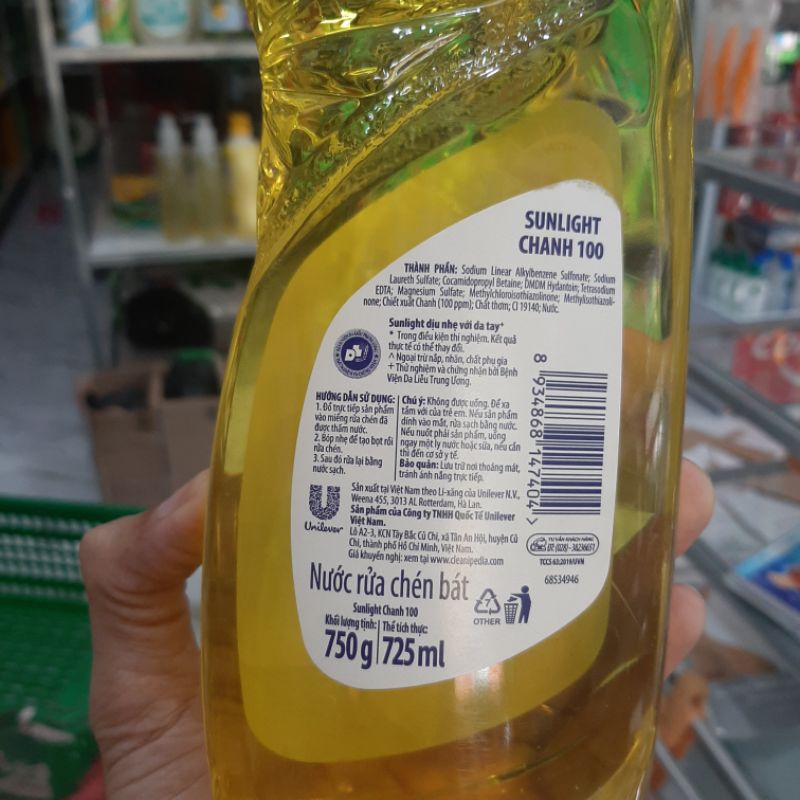 SUNLIGHT
CHANH 100
THÀNH PHẦN: Sodium Linear Alkylbenzene Sulfonate; Sodium
Laureth Sulfate; Cocamidopropyl Betaine; DMDM Hydantoin; Tetrasodium
EDTA; Magnesium Sulfate; Methylchloroisothiazolinone; Methylisothiazoli-
none; Chiết xuất Chanh (100 ppm); Chất thơm; CI 19140; Nước.
Sunlight dịu nhẹ với da tay+
* Trong điều kiện thí nghiệm. Kết quả
thực tế có thể thay đổi.
^ Ngoại trừ nắp, nhãn, chất phụ gia
+ Thử nghiệm và chứng nhận bởi Bệnh
Viện Da Liễu Trung Ương.
HƯỚNG DẪN SỬ DỤNG:
1. Đổ trực tiếp sản phẩm
vào miếng rửa chén đã
được thấm nước.
2. Bóp nhẹ để tạo bọt rồi
rửa chén.
3. Sau đó rửa lại bằng
nước sạch.
Chú ý: Không được uống. Để xa
tầm với của trẻ em. Nếu sản phẩm
dính vào mắt, rửa sạch bằng nước.
Nếu nuốt phải sản phẩm, uống
ngay một ly nước hoặc sữa, nếu cần
thì đến cơ sở y tế.
Bảo quản: Lưu trữ nơi thoáng mát,
tránh ánh nắng trực tiếp.
8 934868 147404 >
Unilever
Sản xuất tại Việt Nam theo Li-xăng của Unilever N.V.,
Weena 455, 3013 AL Rotterdam, Hà Lan.
Sản phẩm của Công ty TNHH Quốc Tế Unilever
Việt Nam.
Lô A2-3, KCN Tây Bắc Củ Chi, xã Tân An Hội, huyện Củ
Chi, thành phố Hồ Chí Minh, Việt Nam.
Giá khuyến nghị: xem tại www.cleanipedia.com
TƯ VẤN KHÁCH HÀNG
ĐT: (028) - 38236651
TCCS 63:2019/UVN
68534946
Nước rửa chén bát
Sunlight Chanh 100
Khối lượng tịnh:
750 g
Thể tích thực:
725 ml
7
OTHER